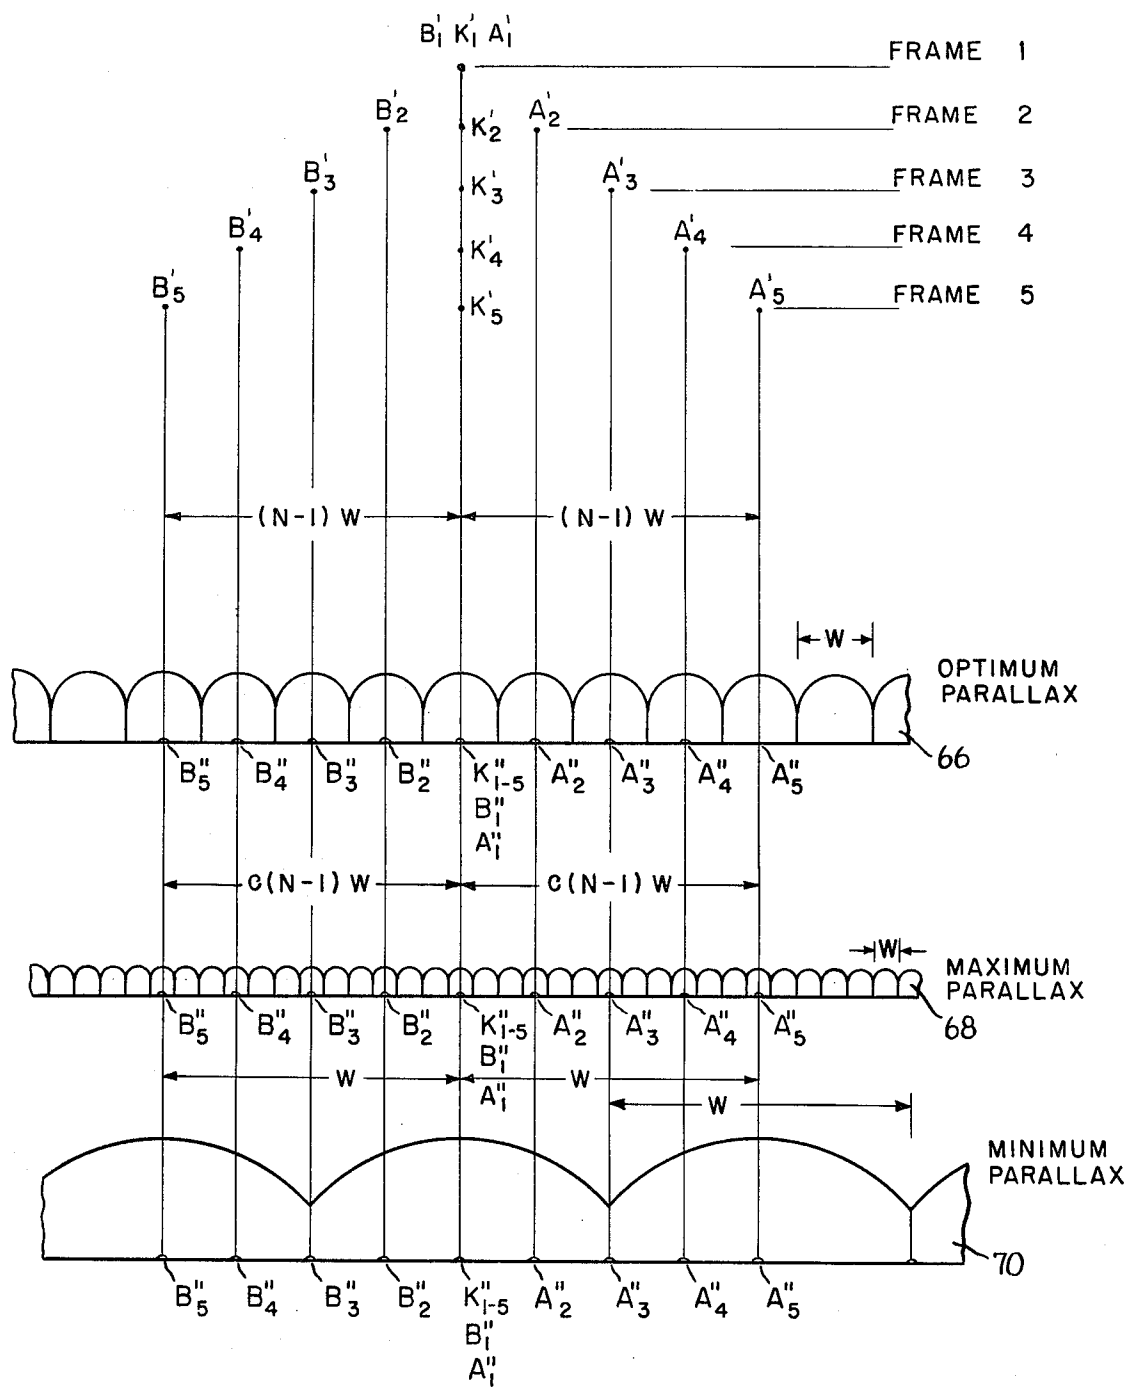 B'₁ K'₁ A'₁
FRAME 1
B'₂ K'₂ A'₂ FRAME 2
B'₃ K'₃ A'₃ FRAME 3
B'₄ K'₄ A'₄ FRAME 4
B'₅ K'₅ A'₅ FRAME 5
(N-1) W (N-1) W
W
OPTIMUM
PARALLAX
66
B"₅ B"₄ B"₃ B"₂ K"₁₋₅ A"₂ A"₃ A"₄ A"₅
B"₁
A"₁
C(N-1) W C(N-1) W
W
MAXIMUM
PARALLAX
68
B"₅ B"₄ B"₃ B"₂ K"₁₋₅ A"₂ A"₃ A"₄ A"₅
B"₁
W W
A"₁
W
MINIMUM
PARALLAX
70
B"₅ B"₄ B"₃ B"₂ K"₁₋₅ A"₂ A"₃ A"₄ A"₅
B"₁
A"₁